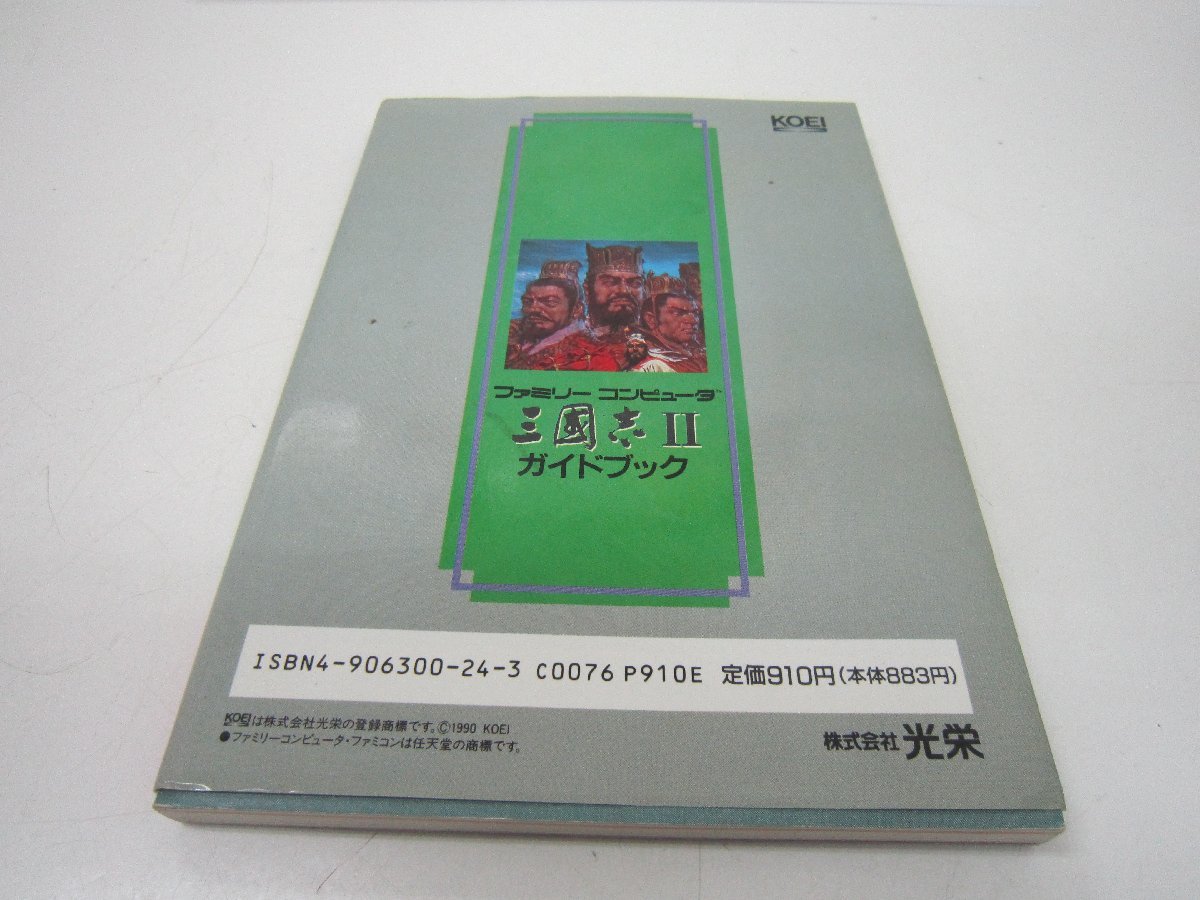 KOEI
ファミリー コンピュータ™
三國志 II
ガイドブック
ISBN4-906300-24-3 C0076 P910E 定価910円(本体883円)
KOEIは株式会社光栄の登録商標です。©1990 KOEI
●ファミリーコンピュータ・ファミコンは任天堂の商標です。
株式会社 光栄